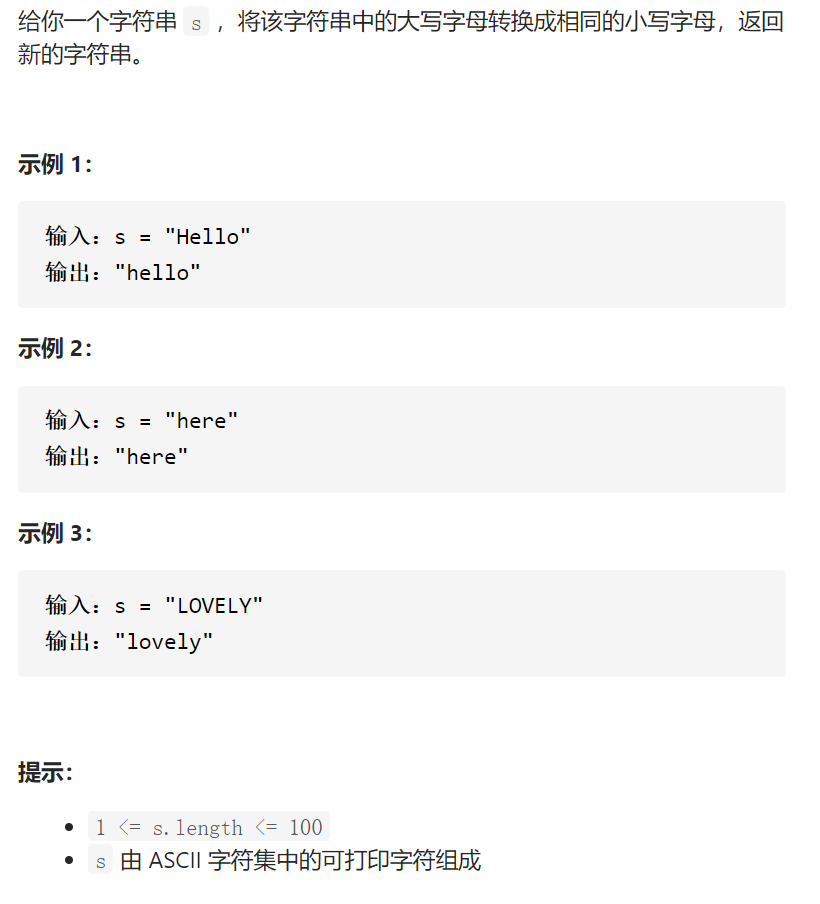 给你一个字符串 s ，将该字符串中的大写字母转换成相同的小写字母，返回
新的字符串。
示例 1：
输入：s = "Hello"
输出："hello"
示例 2：
输入：s = "here"
输出："here"
示例 3：
输入：s = "LOVELY"
输出："lovely"
提示：
• 1 <= s.length <= 100
• s 由 ASCII 字符集中的可打印字符组成